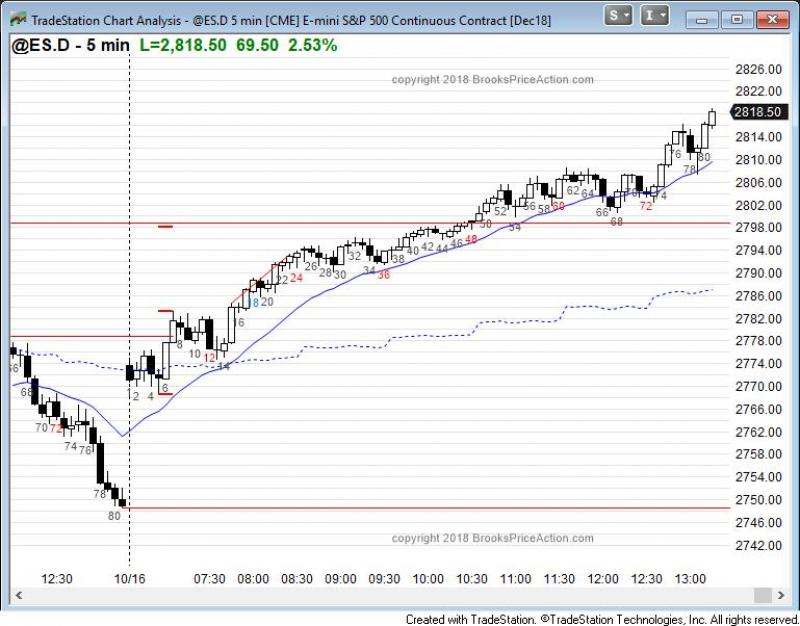 TradeStation Chart Analysis - @ES.D 5 min [CME] E-mini S&P 500 Continuous Contract [Dec18]
S I
@ES.D - 5 min L=2,818.50 69.50 2.53%
copyright 2018 BrooksPriceAction.com
2826.00
2822.00
2818.50
2814.00
2810.00
2806.00
2802.00
2798.00
2794.00
2790.00
2786.00
2782.00
2778.00
2774.00
2770.00
2766.00
2762.00
2758.00
2754.00
2750.00
2746.00
2742.00
68 70 72 74 76 78 80
2 4 6 8 10 12 14 16 18 20 22 24 26 28 30 32 34 36 38 40 42 44 46 48 50 52 54 56 58 60 62 64 66 68 70 72 74 76 78 80
copyright 2018 BrooksPriceAction.com
12:30 10/16 07:30 08:00 08:30 09:00 09:30 10:00 10:30 11:00 11:30 12:00 12:30 13:00
Created with TradeStation. ©TradeStation Technologies, Inc. All rights reserved.